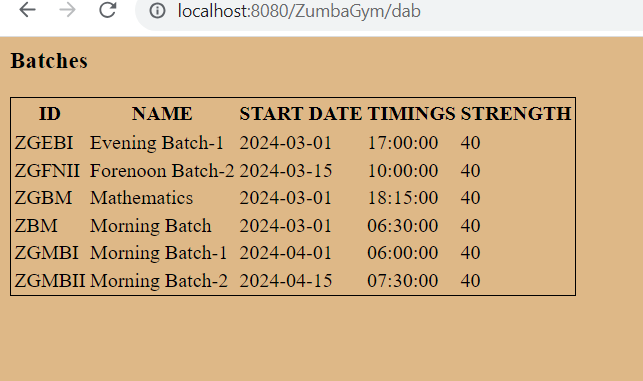 localhost:8080/ZumbaGym/dab
Batches
ID NAME START DATE TIMINGS STRENGTH
ZGEBI Evening Batch-1 2024-03-01 17:00:00 40
ZGFNII Forenoon Batch-2 2024-03-15 10:00:00 40
ZGBM Mathematics 2024-03-01 18:15:00 40
ZBM Morning Batch 2024-03-01 06:30:00 40
ZGMBI Morning Batch-1 2024-04-01 06:00:00 40
ZGMBII Morning Batch-2 2024-04-15 07:30:00 40